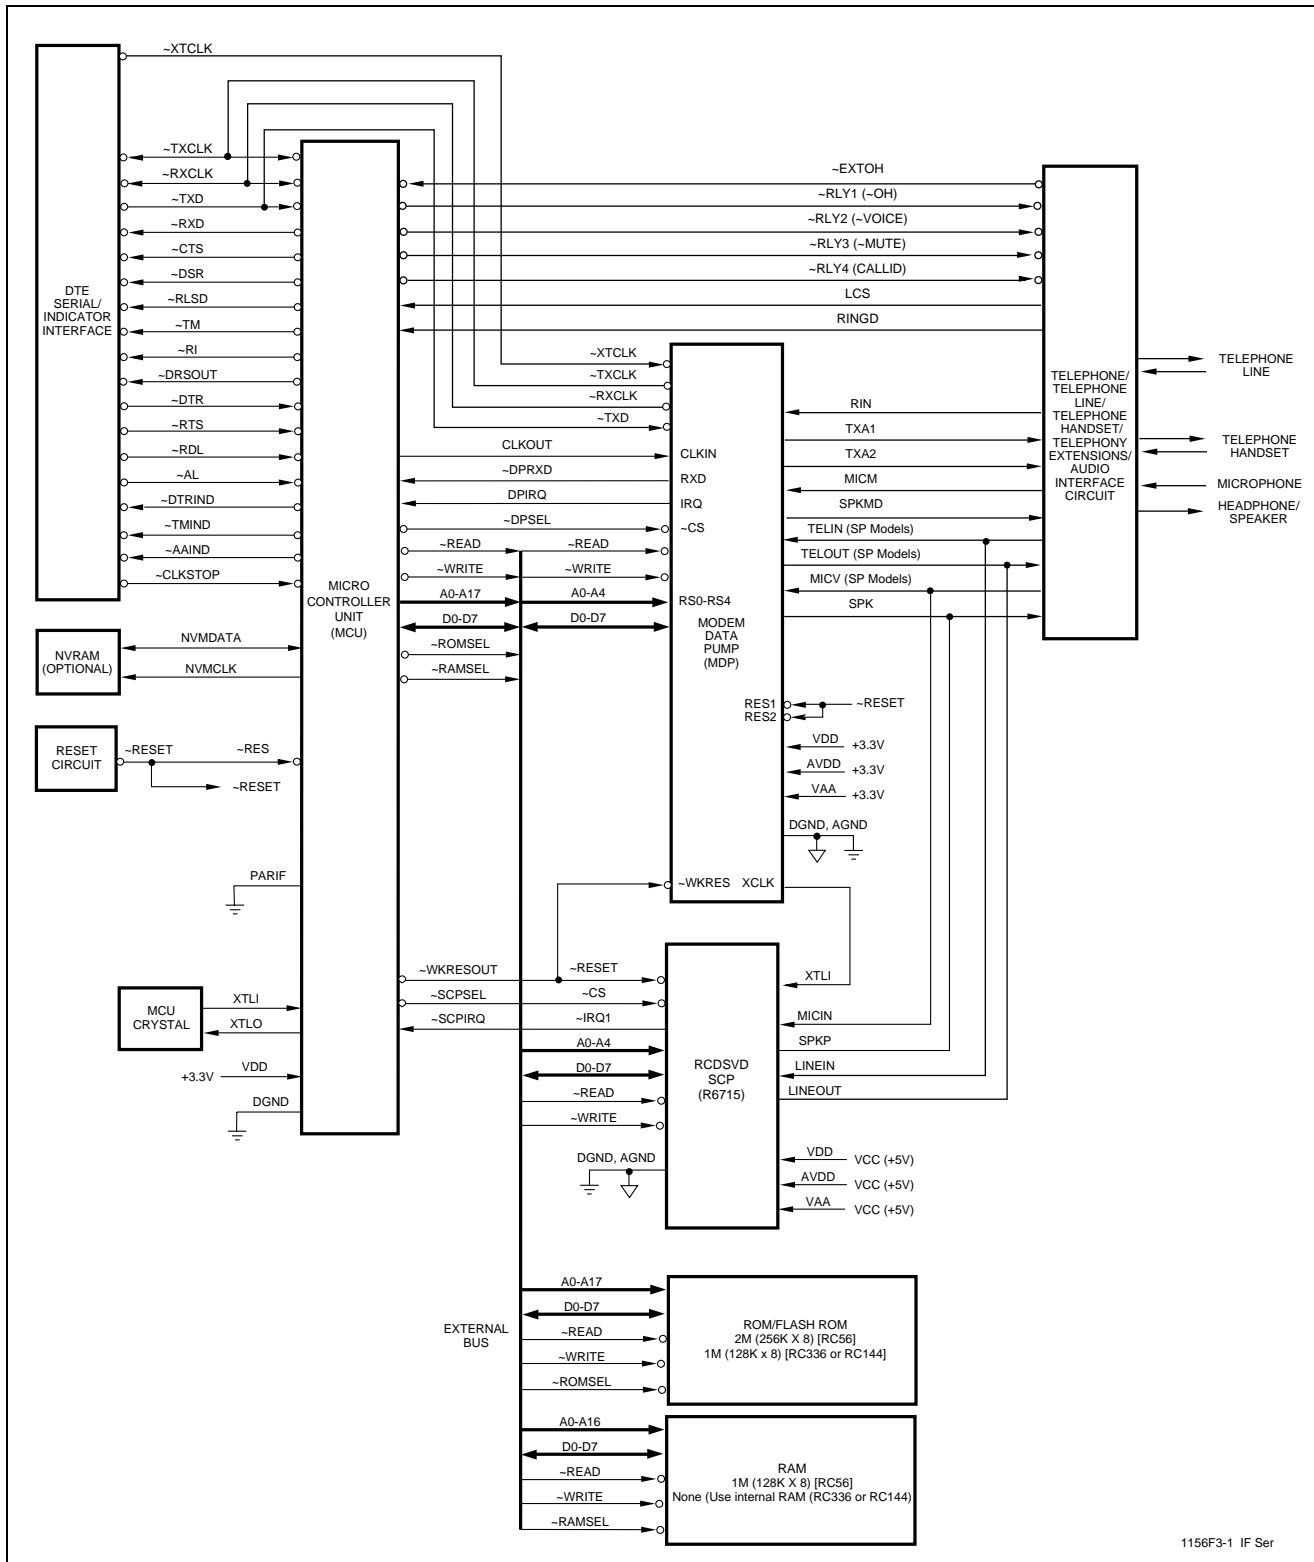 ~XTCLK
~TXCLK
~RXCLK
~TXD
~RXD
~CTS
~DSR
~RLSD
~TM
~RI
~DRSOUT
~DTR
~RTS
~RDL
~AL
~DTRIND
~TMIND
~AAIND
~CLKSTOP
DTE
SERIAL/
INDICATOR
INTERFACE
NVRAM
(OPTIONAL)
NVMDATA
NVMCLK
RESET
CIRCUIT
~RESET
~RES
~RESET
PARIF
MCU
CRYSTAL
XTLI
XTLO
+3.3V
VDD
DGND
MICRO
CONTROLLER
UNIT
(MCU)
~EXTOH
~RLY1 (~OH)
~RLY2 (~VOICE)
~RLY3 (~MUTE)
~RLY4 (CALLID)
LCS
RINGD
~XTCLK
~TXCLK
~RXCLK
~TXD
CLKOUT
~DPRXD
DPIRQ
~DPSEL
~READ
~READ
~WRITE
~WRITE
A0-A17
A0-A4
D0-D7
D0-D7
~ROMSEL
~RAMSEL
CLKIN
RXD
IRQ
~CS
RS0-RS4
MODEM
DATA
PUMP
(MDP)
RES1
RES2
~RESET
VDD
+3.3V
AVDD
+3.3V
VAA
+3.3V
DGND, AGND
~WKRES
XCLK
RIN
TXA1
TXA2
MICM
SPKMD
TELIN (SP Models)
TELOUT (SP Models)
MICV (SP Models)
SPK
TELEPHONE/
TELEPHONE
LINE/
TELEPHONE
HANDSET/
TELEPHONY
EXTENSIONS/
AUDIO
INTERFACE
CIRCUIT
TELEPHONE
LINE
TELEPHONE
HANDSET
MICROPHONE
HEADPHONE/
SPEAKER
~WKRESOUT
~RESET
~SCPSEL
~CS
~SCPIRQ
~IRQ1
A0-A4
D0-D7
~READ
~WRITE
DGND, AGND
RCDSVD
SCP
(R6715)
XTLI
MICIN
SPKP
LINEIN
LINEOUT
VDD
VCC (+5V)
AVDD
VCC (+5V)
VAA
VCC (+5V)
EXTERNAL
BUS
A0-A17
D0-D7
~READ
~WRITE
~ROMSEL
ROM/FLASH ROM
2M (256K X 8) [RC56]
1M (128K x 8) [RC336 or RC144]
A0-A16
D0-D7
~READ
~WRITE
~RAMSEL
RAM
1M (128K X 8) [RC56]
None (Use internal RAM (RC336 or RC144)
1156F3-1 IF Ser